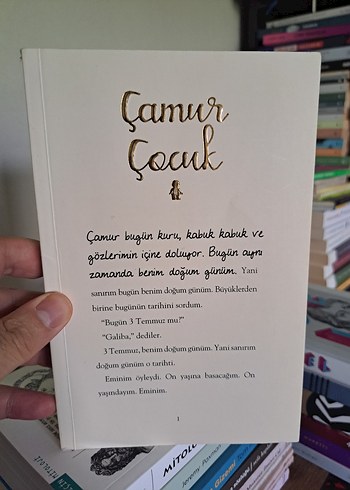 Çamur
Çocuk
Çamur bugün kuru, kabuk kabuk ve
gözlerimin içine doluyor. Bugün aynı
zamanda benim doğum günüm. Yani
sanırım bugün benim doğum günüm. Büyüklerden
birine bugünün tarihini sordum.
"Bugün 3 Temmuz mu?"
"Galiba," dediler.
3 Temmuz, benim doğum günüm. Yani sanırım
doğum günüm o tarihti.
Eminim öyleydi. On yaşına basacağım. On
yaşındayım. Eminim.
1
MİTOLO